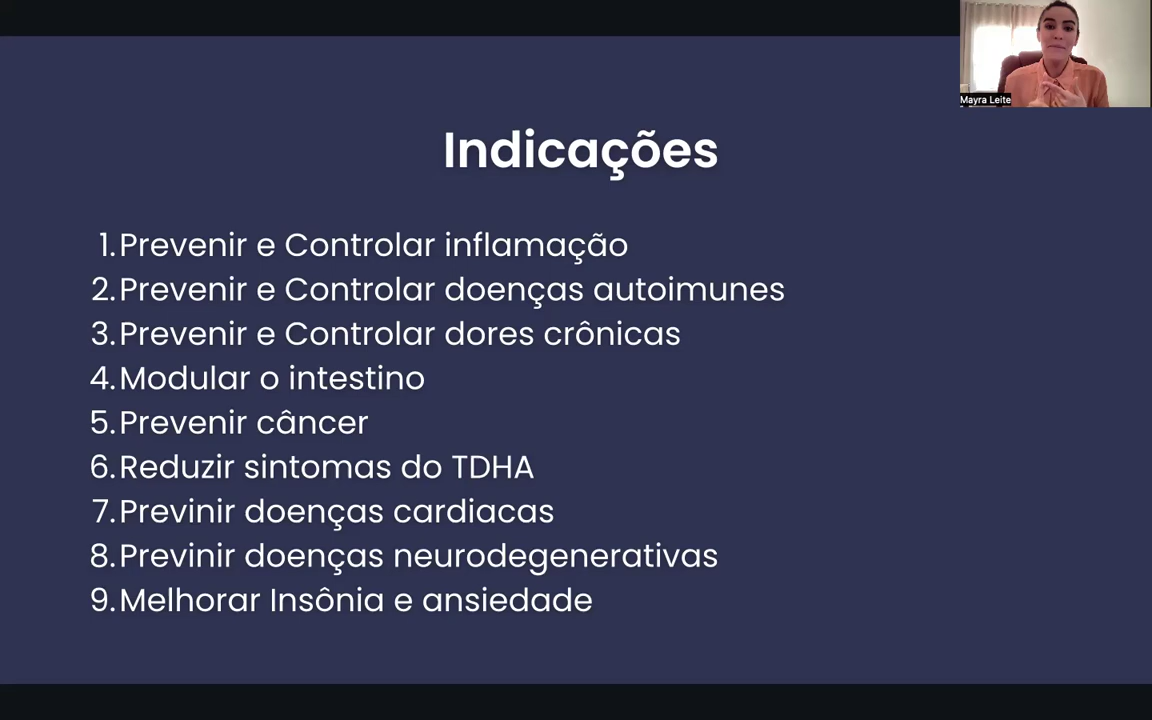 Mayra Leite
Indicações
1. Prevenir e Controlar inflamação
2. Prevenir e Controlar doenças autoimunes
3. Prevenir e Controlar dores crônicas
4. Modular o intestino
5. Prevenir câncer
6. Reduzir sintomas do TDHA
7. Previnir doenças cardiacas
8. Previnir doenças neurodegenerativas
9. Melhorar Insônia e ansiedade